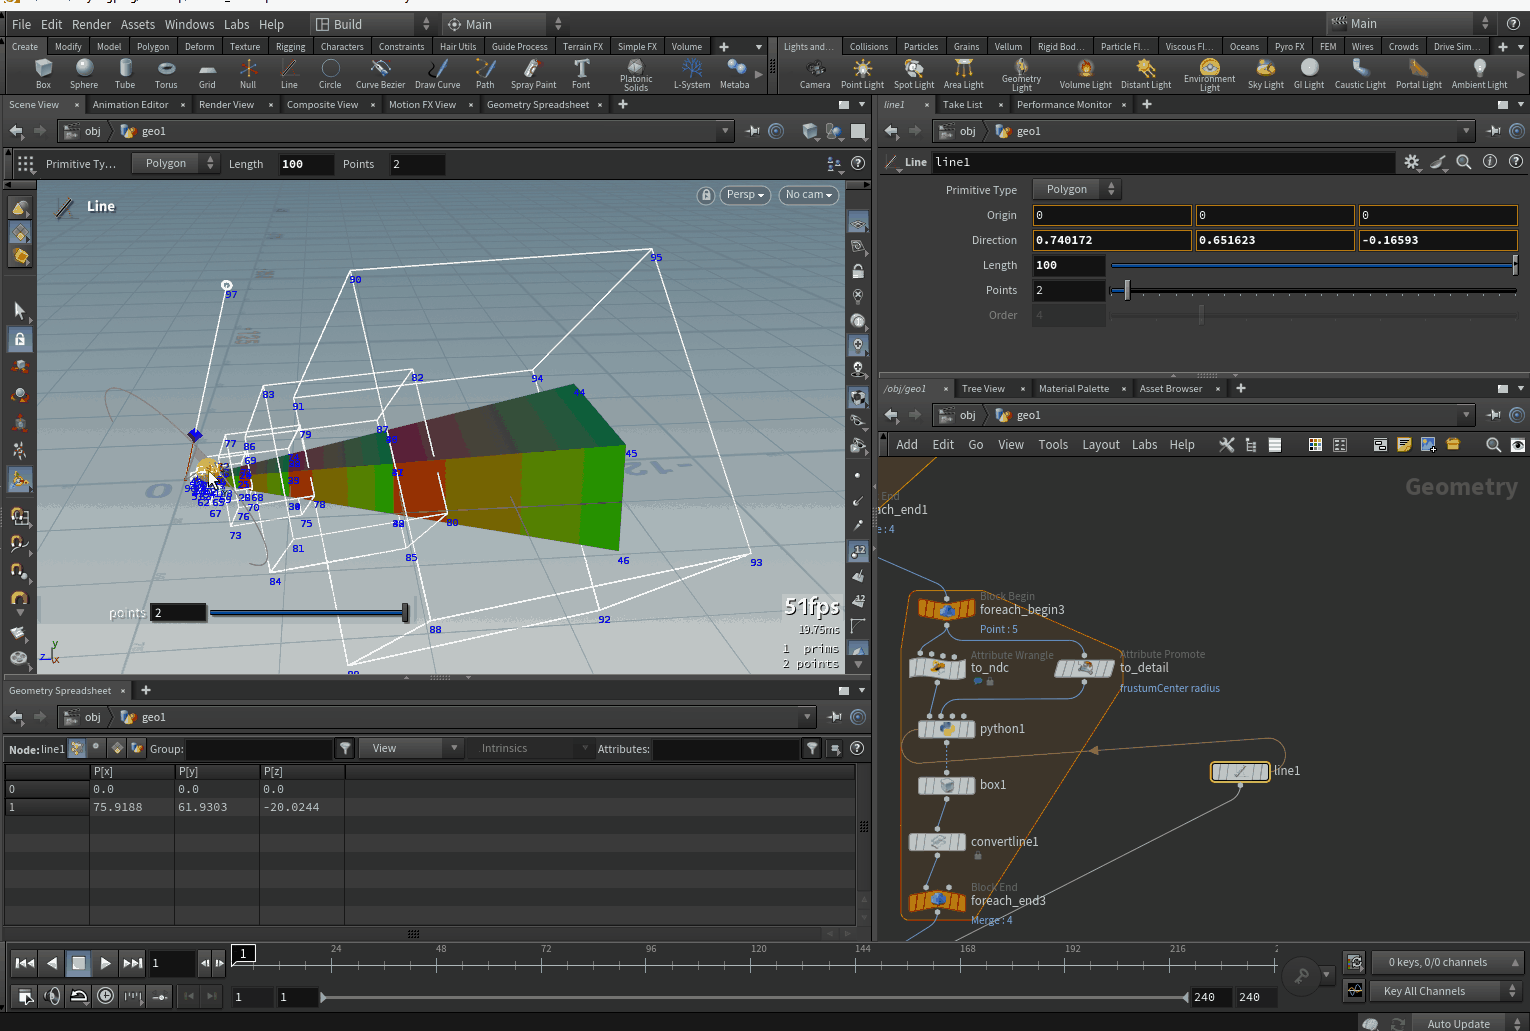 File Edit Render Assets Windows Labs Help Build Main Main
Create Modify Model Polygon Deform Texture Rigging Characters Constraints Hair Utils Guide Process Terrain FX Simple FX Volume
Lights and... Collisions Particles Grains Vellum Rigid Bod... Particle Fl... Viscous Fl... Oceans Pyro FX FEM Wires Crowds Drive Sim...
Box Sphere Tube Torus Grid Null Line Circle Curve Bezier Draw Curve Path Spray Paint Font Platonic Solids L-System Metaba
Camera Point Light Spot Light Area Light Geometry Light Volume Light Distant Light Environment Light Sky Light GI Light Caustic Light Portal Light Ambient Light
Scene View Animation Editor Render View Composite View Motion FX View Geometry Spreadsheet
obj geo1
Primitive Ty... Polygon Length 100 Points 2
Line
Persp No cam
97
90
95
83
82
94
44
91
77
86
79
87
69
45
78
68
70
62
65
67
76
75
80
73
81
85
46
93
84
88
92
points 2
51fps
19.75ms
1 prims
2 points
y
z x
line1 Take List Performance Monitor
obj geo1
Line line1
Primitive Type Polygon
Origin 0 0 0
Direction 0.740172 0.651623 -0.16593
Length 100
Points 2
Order 4
/obj/geo1 Tree View Material Palette Asset Browser
obj geo1
Add Edit Go View Tools Layout Labs Help
Geometry
End
ch_end1
e : 4
Block Begin
foreach_begin3
Point : 5
Attribute Wrangle
to_ndc
Attribute Promote
to_detail
frustumCenter radius
python1
line1
box1
convertline1
Block End
foreach_end3
Merge : 4
Geometry Spreadsheet
obj geo1
Node: line1 Group: View Intrinsics Attributes:
P[x] P[y] P[z]
0 0.0 0.0 0.0
1 75.9188 61.9303 -20.0244
1 1 24 48 72 96 120 144 168 192 216 2
1 1 240 240
0 keys, 0/0 channels
Key All Channels
Auto Update